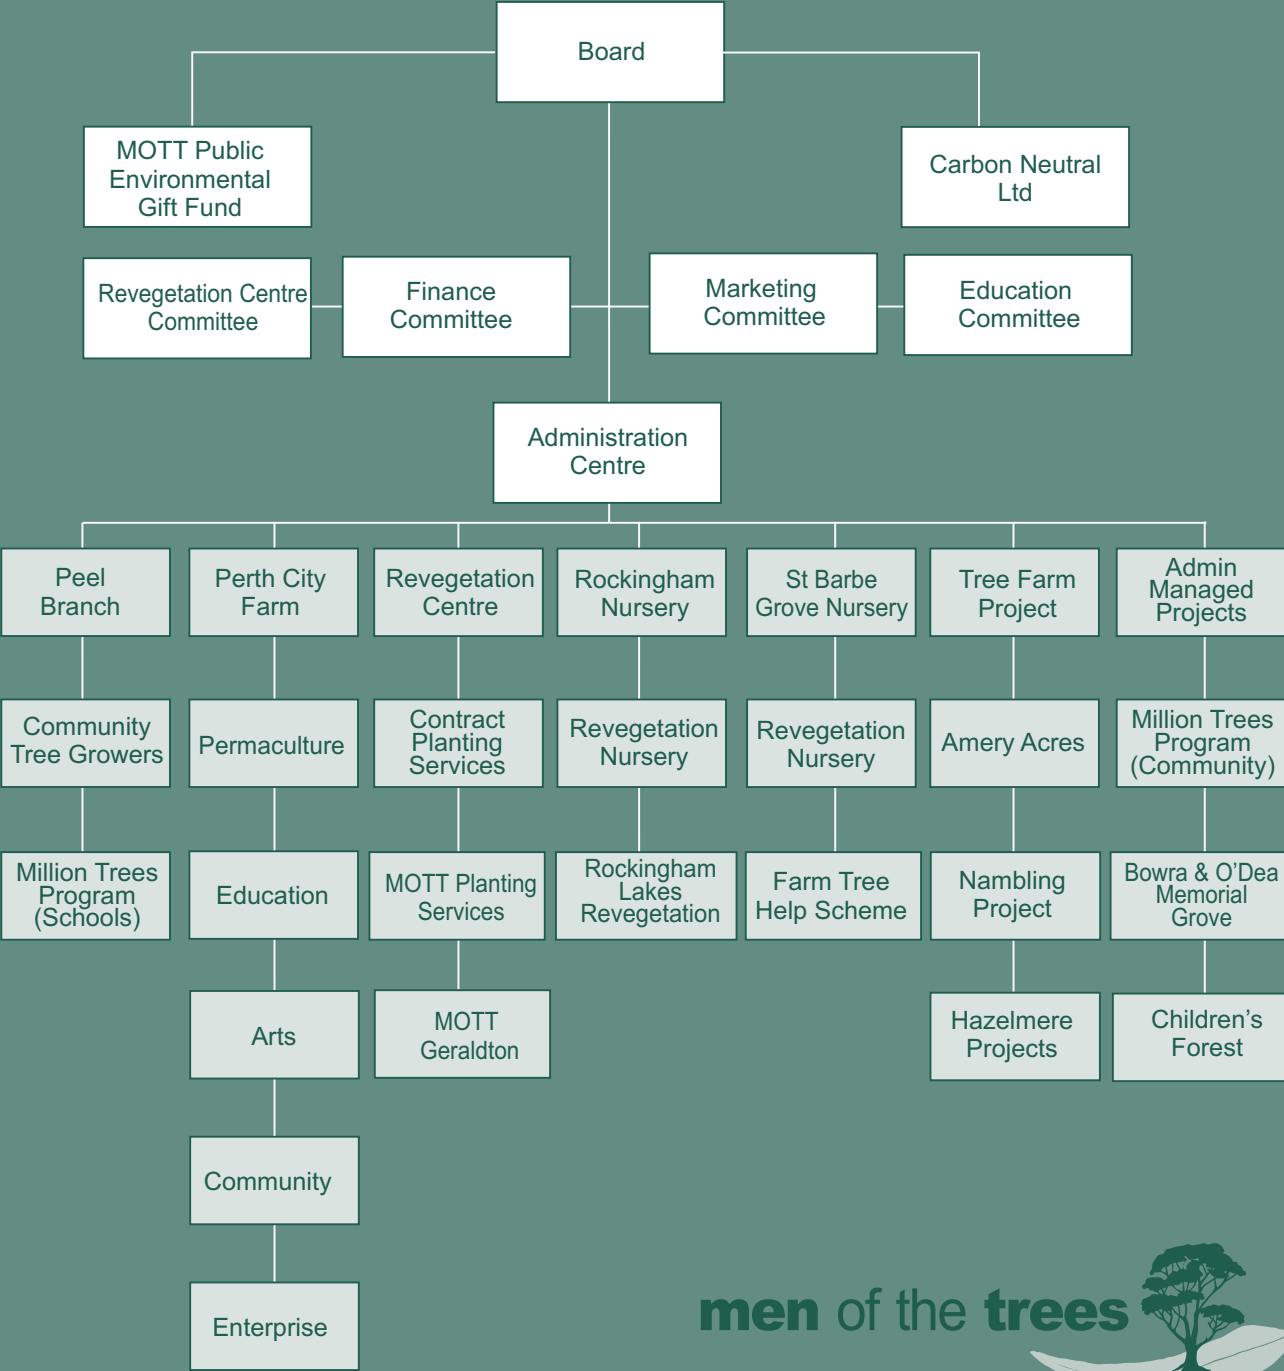 Board
MOTT Public
Environmental
Gift Fund
Carbon Neutral
Ltd
Revegetation Centre
Committee
Finance
Committee
Marketing
Committee
Education
Committee
Administration
Centre
Peel
Branch
Perth City
Farm
Revegetation
Centre
Rockingham
Nursery
St Barbe
Grove Nursery
Tree Farm
Project
Admin
Managed
Projects
Community
Tree Growers
Permaculture
Contract
Planting
Services
Revegetation
Nursery
Revegetation
Nursery
Amery Acres
Million Trees
Program
(Community)
Million Trees
Program
(Schools)
Education
MOTT Planting
Services
Rockingham
Lakes
Revegetation
Farm Tree
Help Scheme
Nambling
Project
Bowra & O’Dea
Memorial
Grove
Arts
MOTT
Geraldton
Hazelmere
Projects
Children’s
Forest
Community
Enterprise
men of the trees